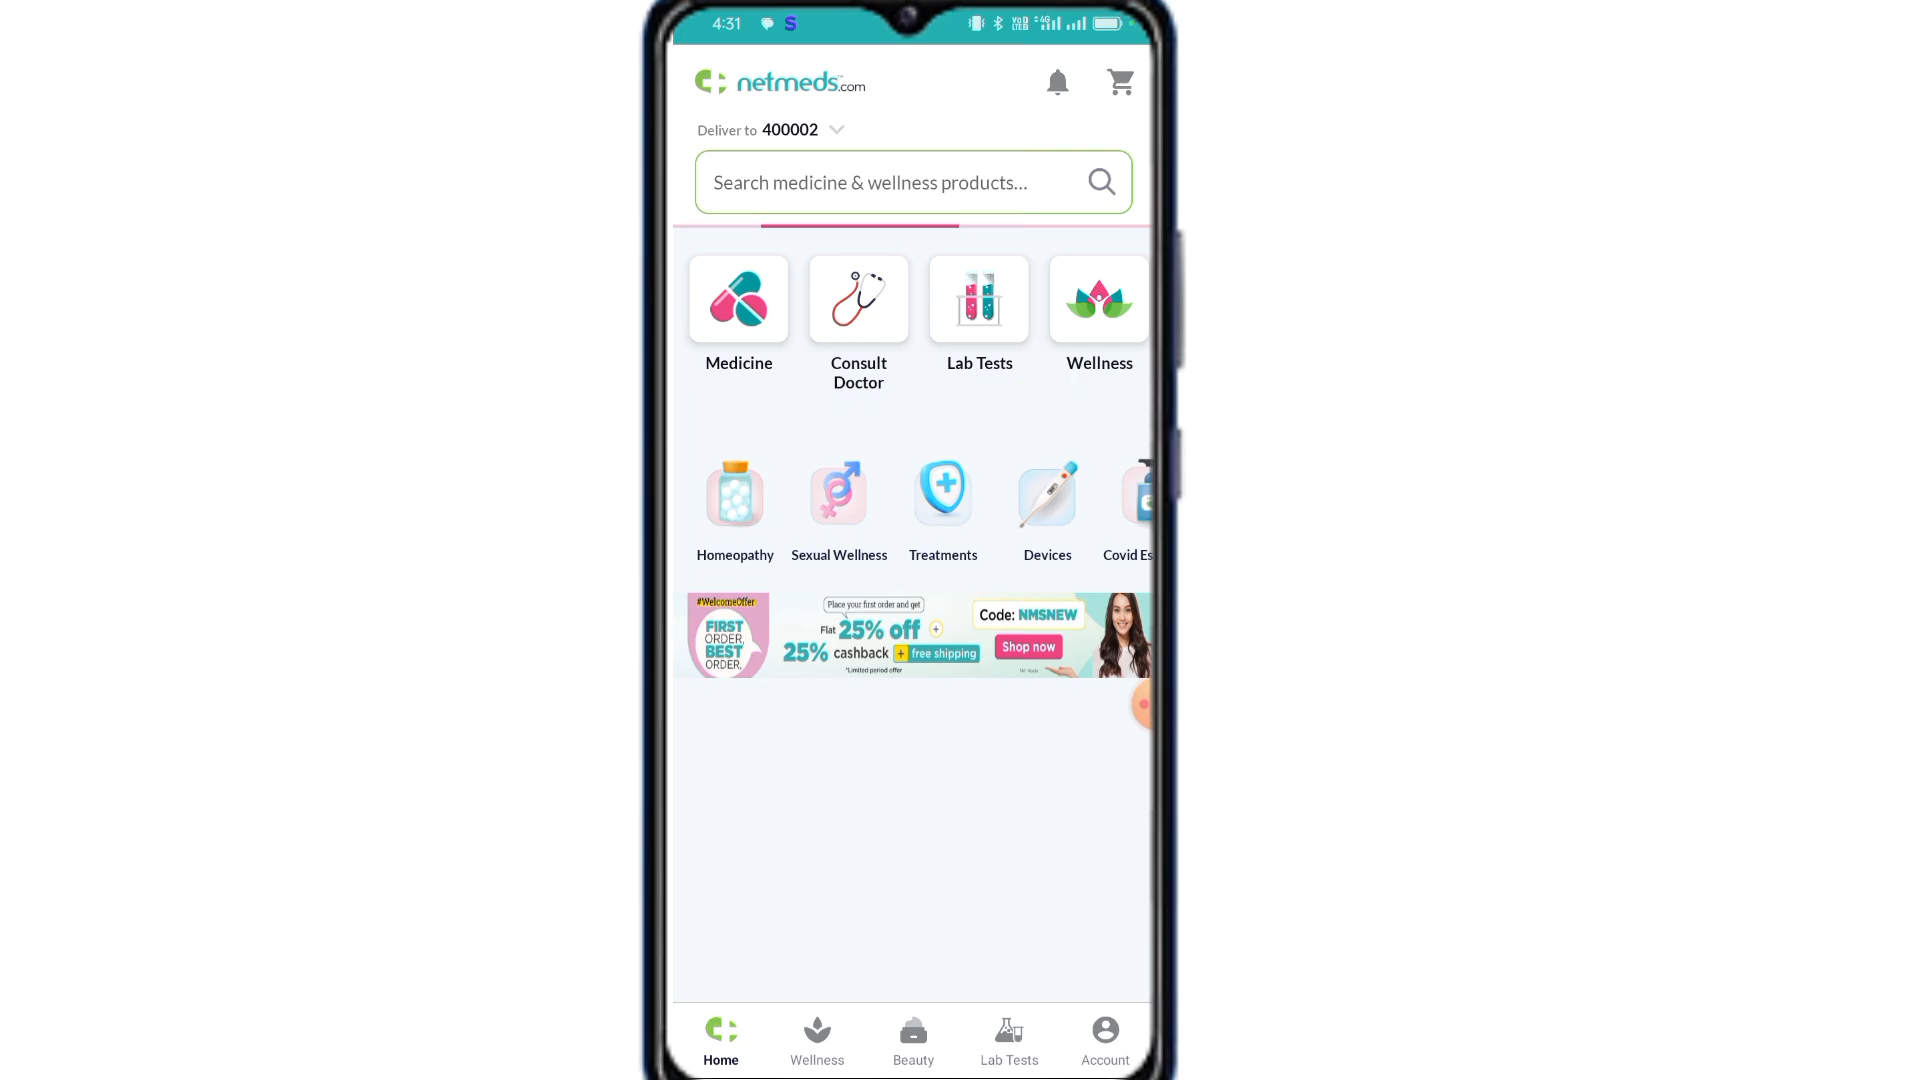 4:31
netmeds.com
Deliver to 400002
Search medicine & wellness products...
Medicine
Consult
Doctor
Lab Tests
Wellness
Homeopathy
Sexual Wellness
Treatments
Devices
Covid Es
#WelcomeOffer
FIRST
ORDER,
BEST
ORDER.
Place your first order and get
Flat 25% off +
25% cashback + free shipping
*Limited period offer
Code: NMSNEW
Shop now
Home
Wellness
Beauty
Lab Tests
Account